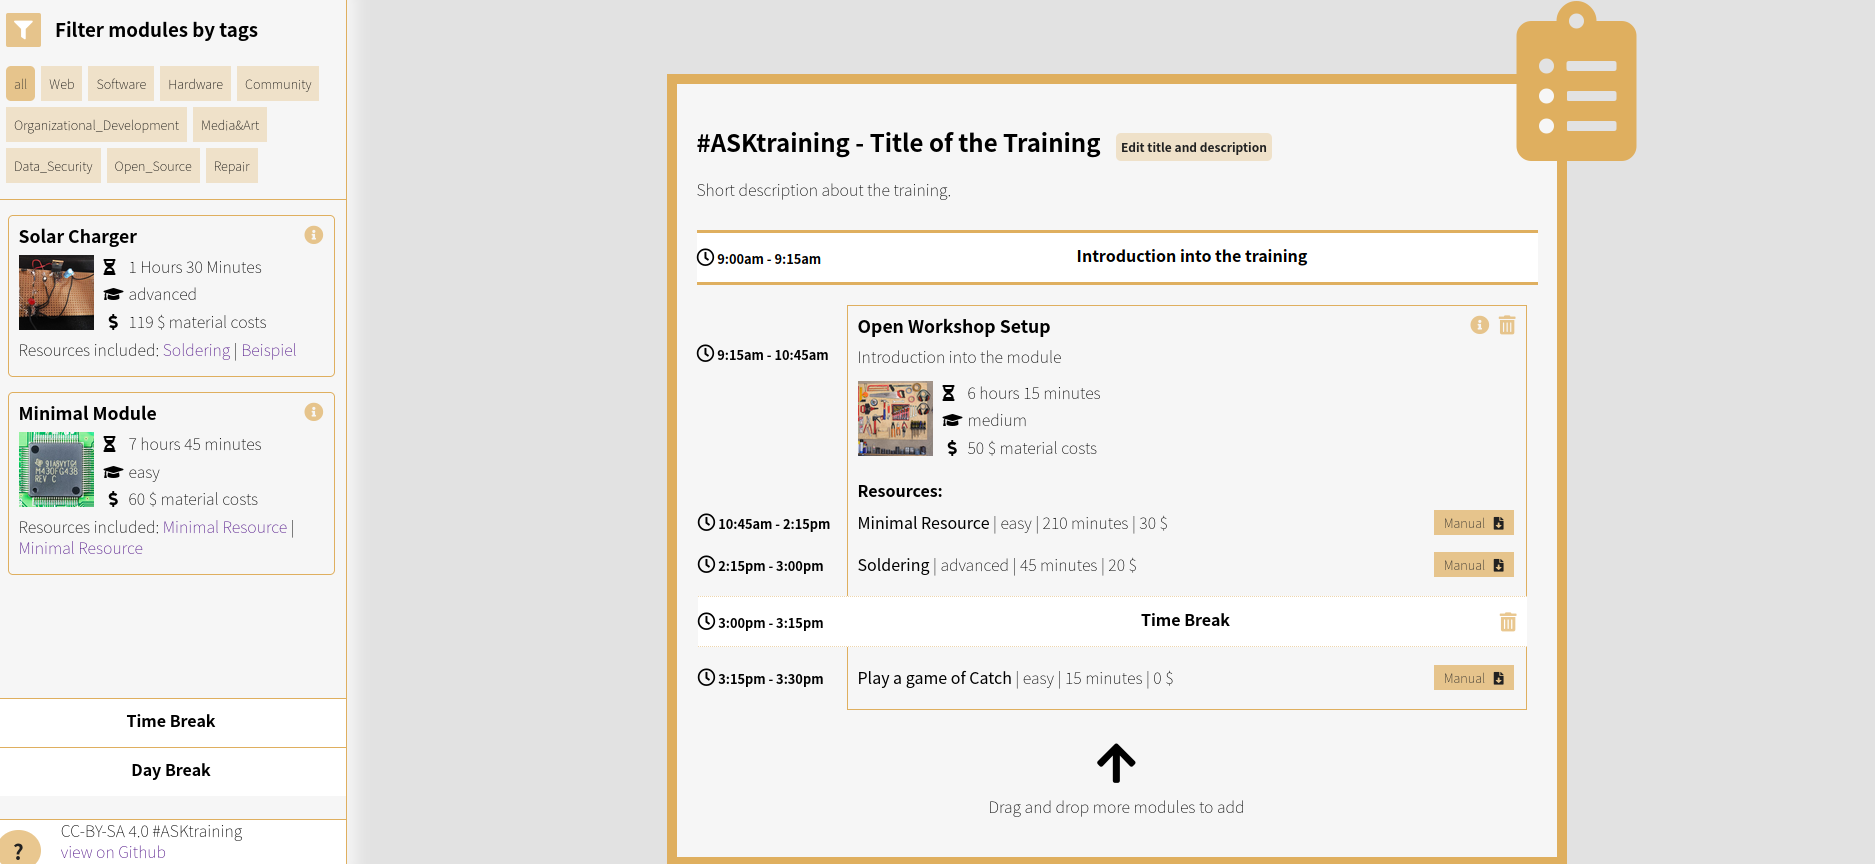 Filter modules by tags
all Web Software Hardware Community
Organizational_Development Media&Art
Data_Security Open_Source Repair
Solar Charger
1 Hours 30 Minutes
advanced
119 $ material costs
Resources included: Soldering | Beispiel
Minimal Module
7 hours 45 minutes
easy
60 $ material costs
Resources included: Minimal Resource |
Minimal Resource
Time Break
Day Break
? CC-BY-SA 4.0 #ASKtraining
view on Github
#ASKtraining - Title of the Training Edit title and description
Short description about the training.
9:00am - 9:15am Introduction into the training
Open Workshop Setup
9:15am - 10:45am Introduction into the module
6 hours 15 minutes
medium
50 $ material costs
Resources:
10:45am - 2:15pm Minimal Resource | easy | 210 minutes | 30 $ Manual
2:15pm - 3:00pm Soldering | advanced | 45 minutes | 20 $ Manual
3:00pm - 3:15pm Time Break
3:15pm - 3:30pm Play a game of Catch | easy | 15 minutes | 0 $ Manual
Drag and drop more modules to add